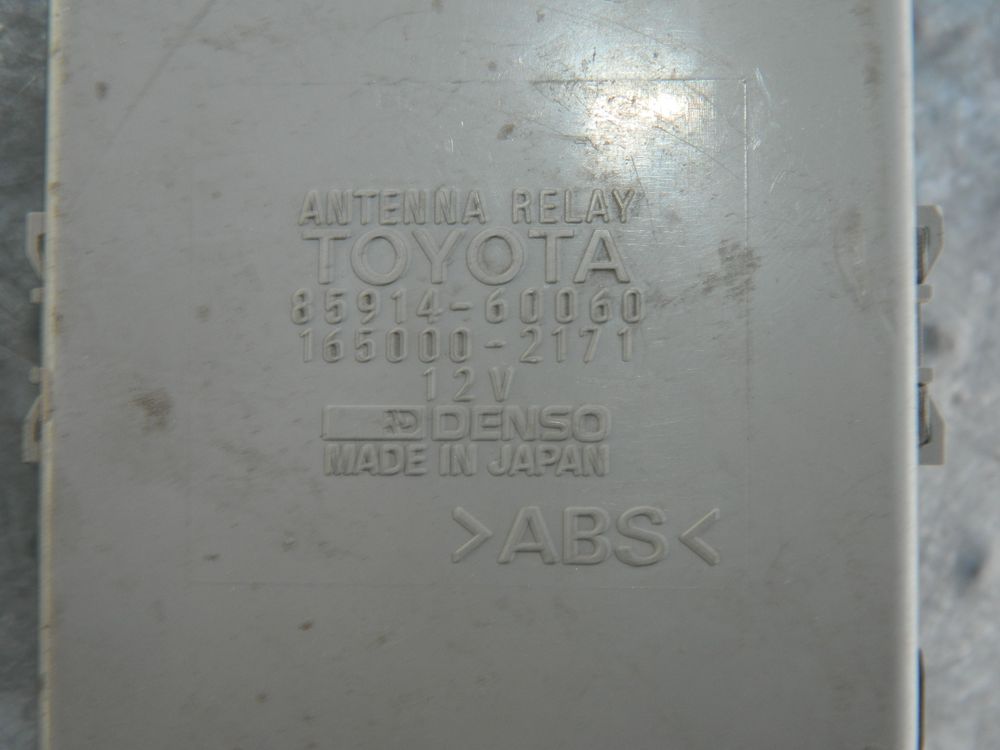 ANTENNA RELAY
TOYOTA
85914-60060
165000-2171
12V
DENSO
MADE IN JAPAN
>ABS<